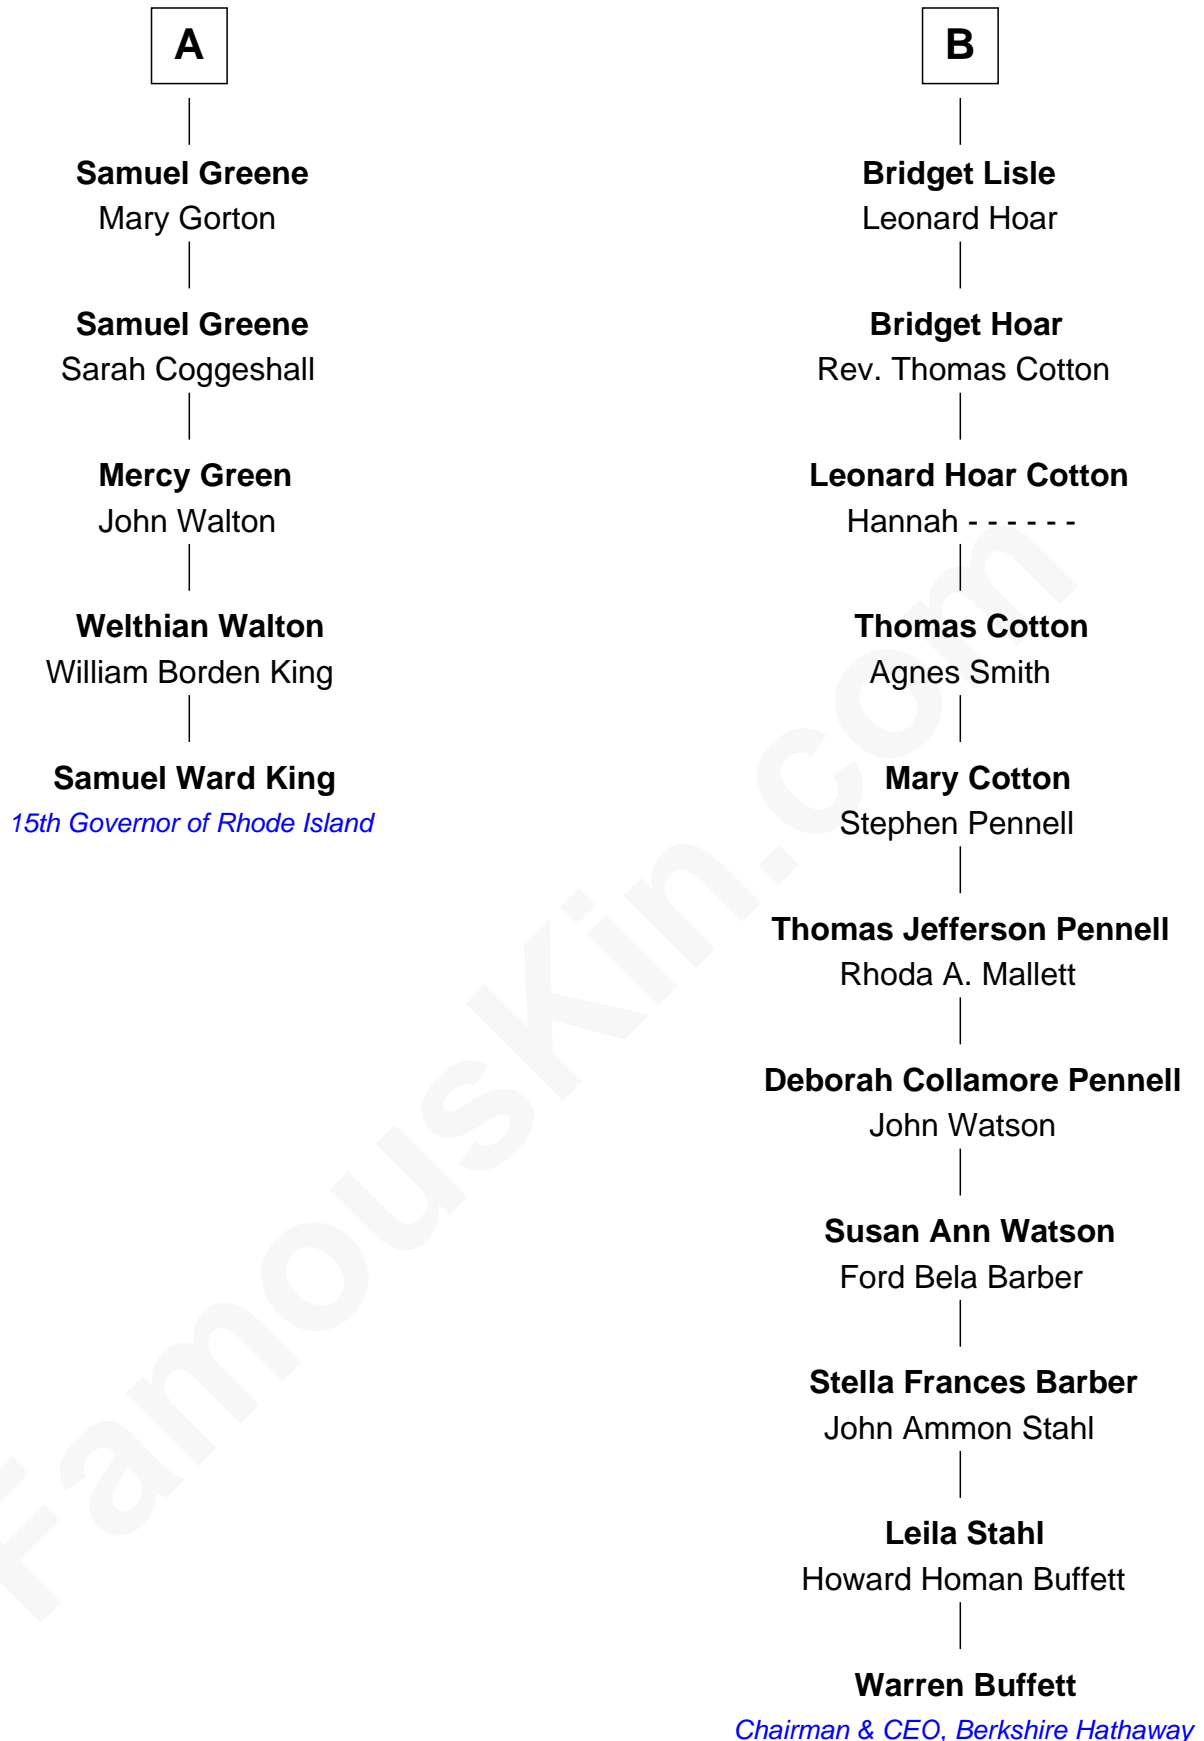 A
Samuel Greene
Mary Gorton
Samuel Greene
Sarah Coggeshall
Mercy Green
John Walton
Welthian Walton
William Borden King
Samuel Ward King
15th Governor of Rhode Island
B
Bridget Lisle
Leonard Hoar
Bridget Hoar
Rev. Thomas Cotton
Leonard Hoar Cotton
Hannah - - - - - -
Thomas Cotton
Agnes Smith
Mary Cotton
Stephen Pennell
Thomas Jefferson Pennell
Rhoda A. Mallett
Deborah Collamore Pennell
John Watson
Susan Ann Watson
Ford Bela Barber
Stella Frances Barber
John Ammon Stahl
Leila Stahl
Howard Homan Buffett
Warren Buffett
Chairman & CEO, Berkshire Hathaway
FamousKin.com